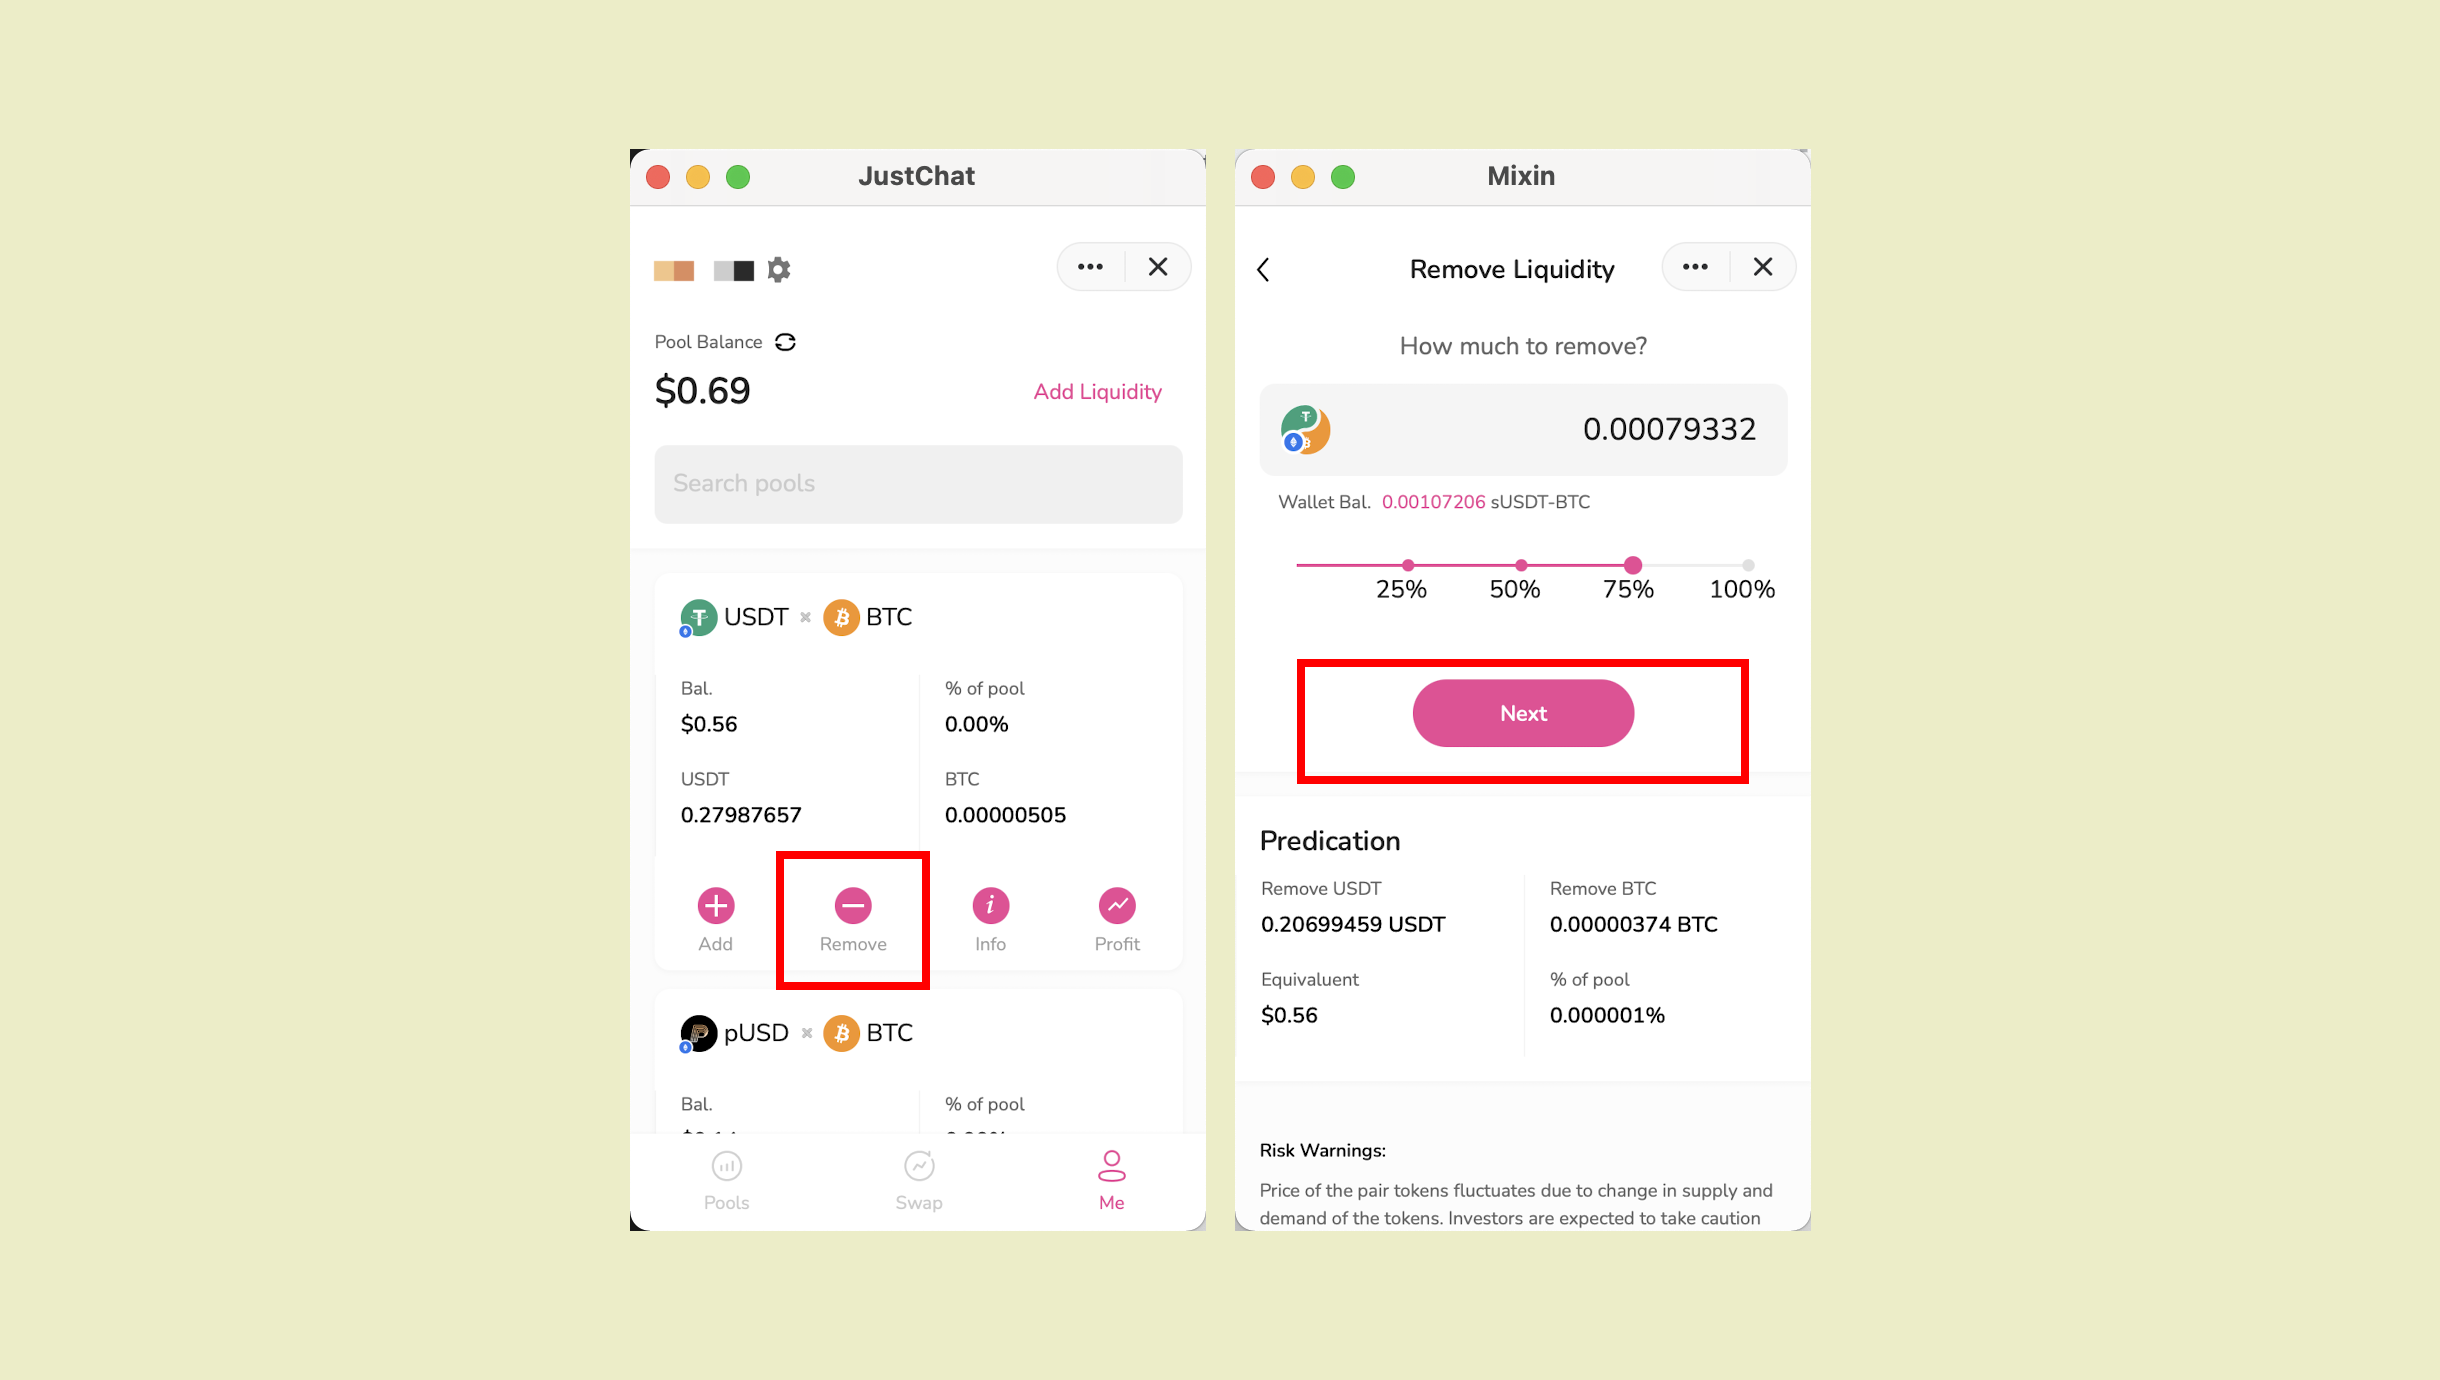 JustChat
Pool Balance
$0.69
Add Liquidity
Search pools
USDT
BTC
Bal.
% of pool
$0.56
0.00%
USDT
BTC
0.27987657
0.00000505
Add
Remove
Info
Profit
pUSD
BTC
Bal.
% of pool
Pools
Swap
Me
Mixin
Remove Liquidity
How much to remove?
0.00079332
Wallet Bal. 0.00107206 sUSDT-BTC
25%
50%
75%
100%
Next
Predication
Remove USDT
Remove BTC
0.20699459 USDT
0.00000374 BTC
Equivaluent
% of pool
$0.56
0.000001%
Risk Warnings:
Price of the pair tokens fluctuates due to change in supply and
demand of the tokens. Investors are expected to take caution